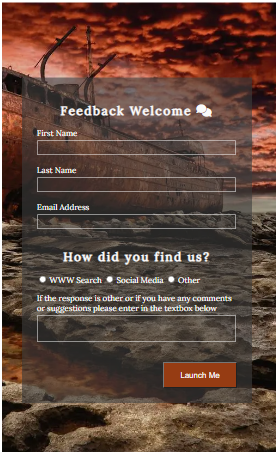 Feedback Welcome
First Name
Last Name
Email Address
How did you find us?
WWW Search Social Media Other
If the response is other or if you have any comments
or suggestions please enter in the textbox below
Launch Me